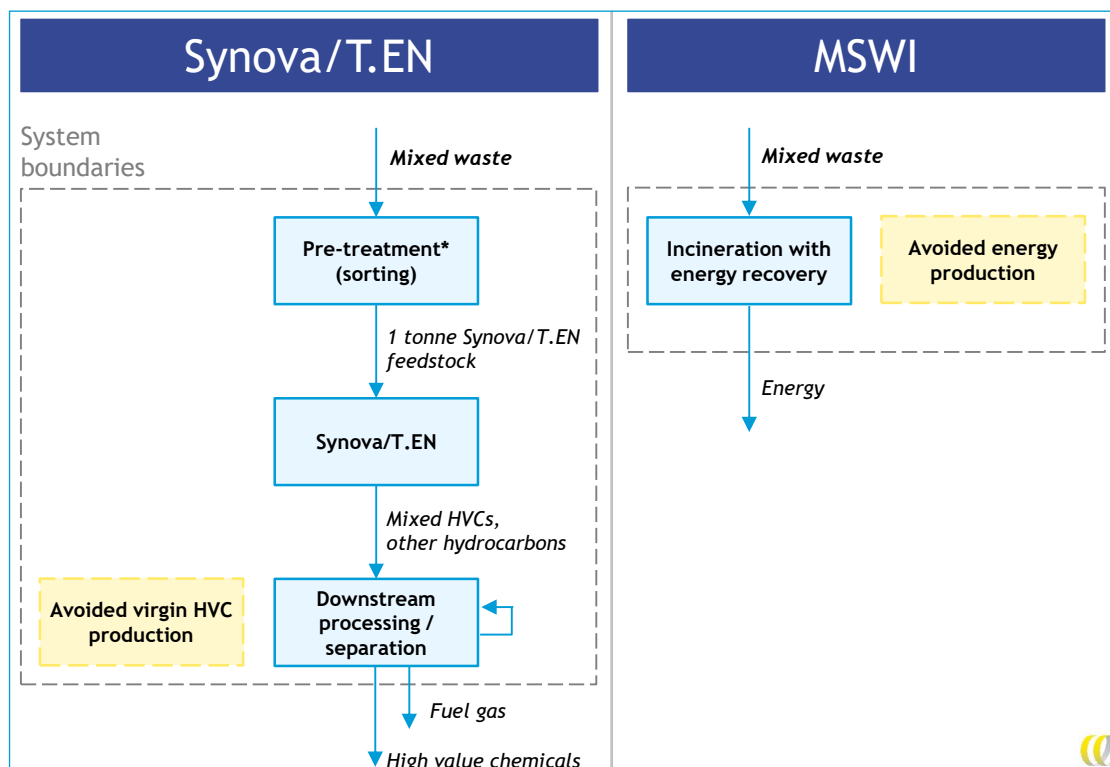 Synova/T.EN
System
boundaries
Mixed waste
Pre-treatment*
(sorting)
1 tonne Synova/T.EN
feedstock
Synova/T.EN
Mixed HVCs,
other hydrocarbons
Avoided virgin HVC
production
Downstream
processing /
separation
Fuel gas
High value chemicals
MSWI
Mixed waste
Incineration with
energy recovery
Avoided energy
production
Energy